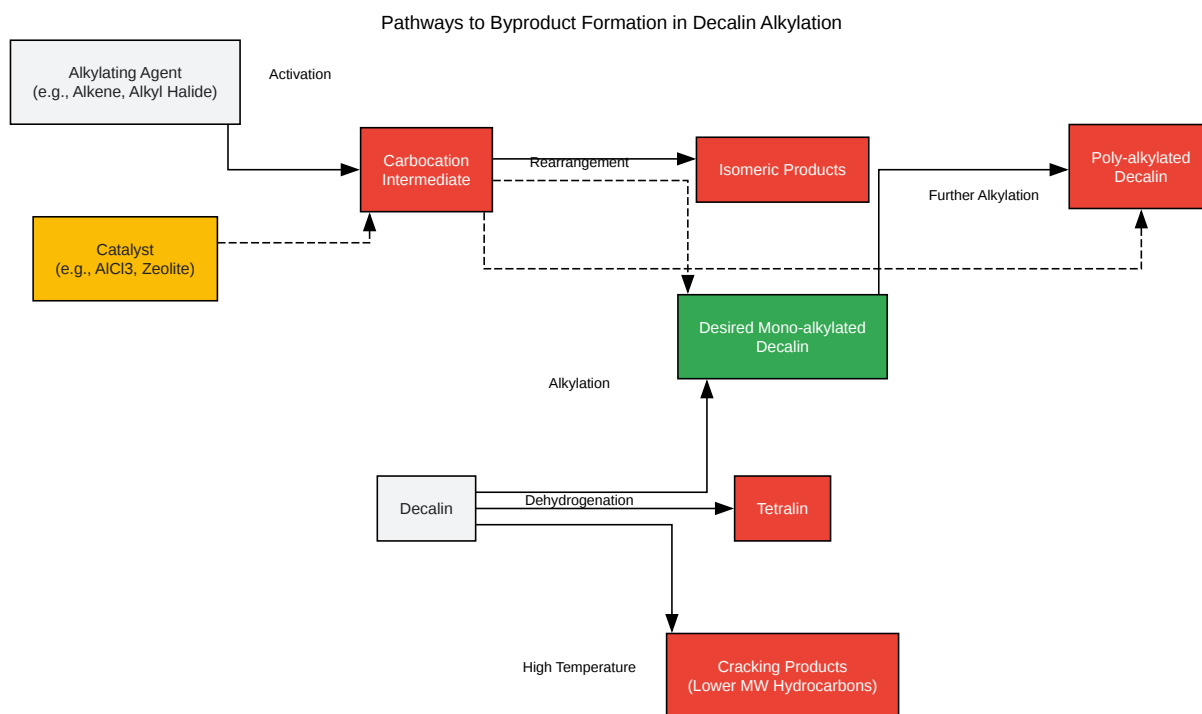 Pathways to Byproduct Formation in Decalin Alkylation
Alkylating Agent
(e.g., Alkene, Alkyl Halide)
Activation
Carbocation
Intermediate
Rearrangement
Isomeric Products
Poly-alkylated
Decalin
Further Alkylation
Catalyst
(e.g., AlCl3, Zeolite)
Desired Mono-alkylated
Decalin
Alkylation
Decalin
Dehydrogenation
Tetralin
High Temperature
Cracking Products
(Lower MW Hydrocarbons)